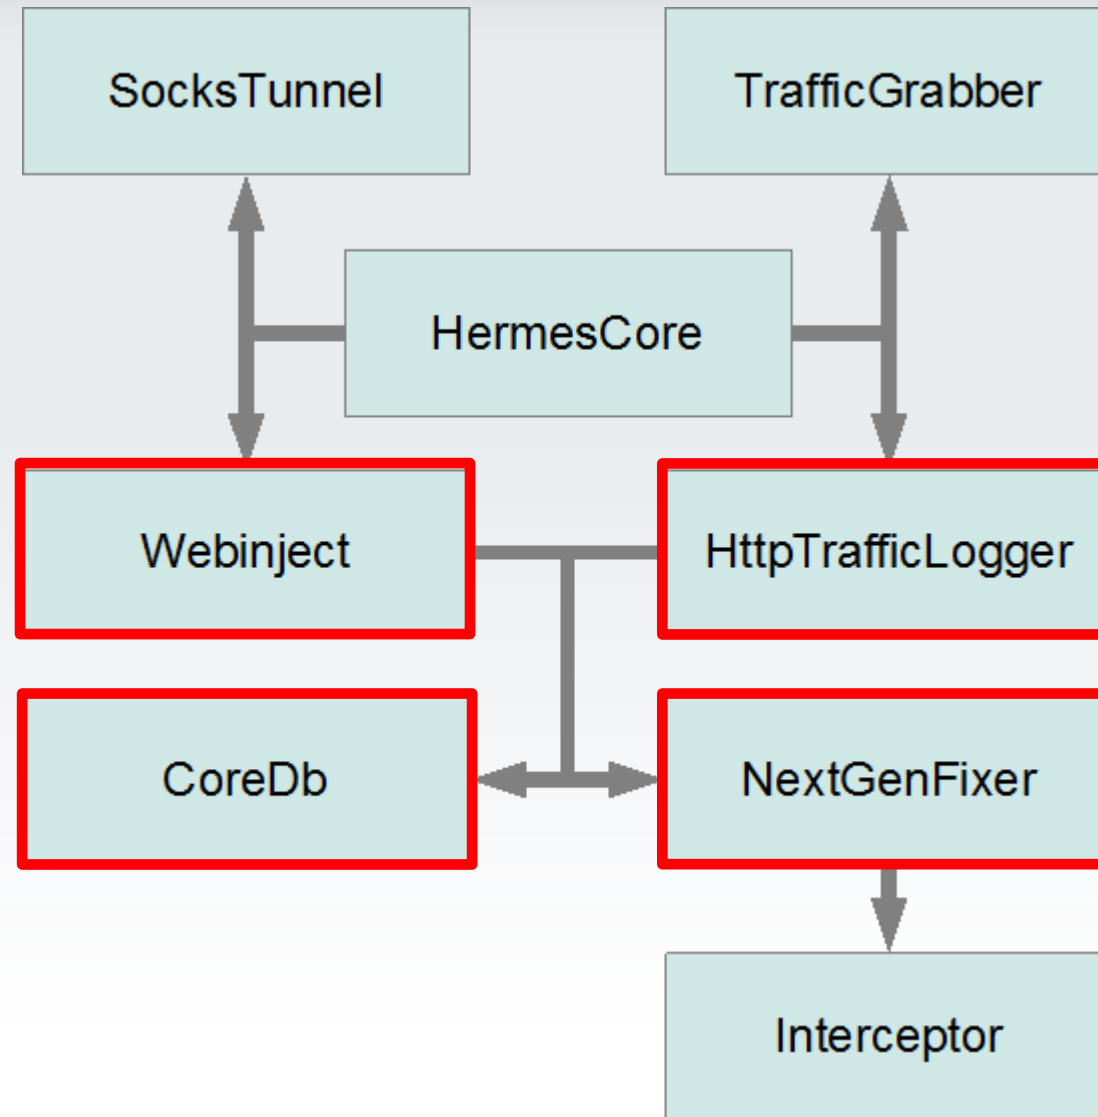 SocksTunnel
TrafficGrabber
HermesCore
Webinject
HttpTrafficLogger
CoreDb
NextGenFixer
Interceptor